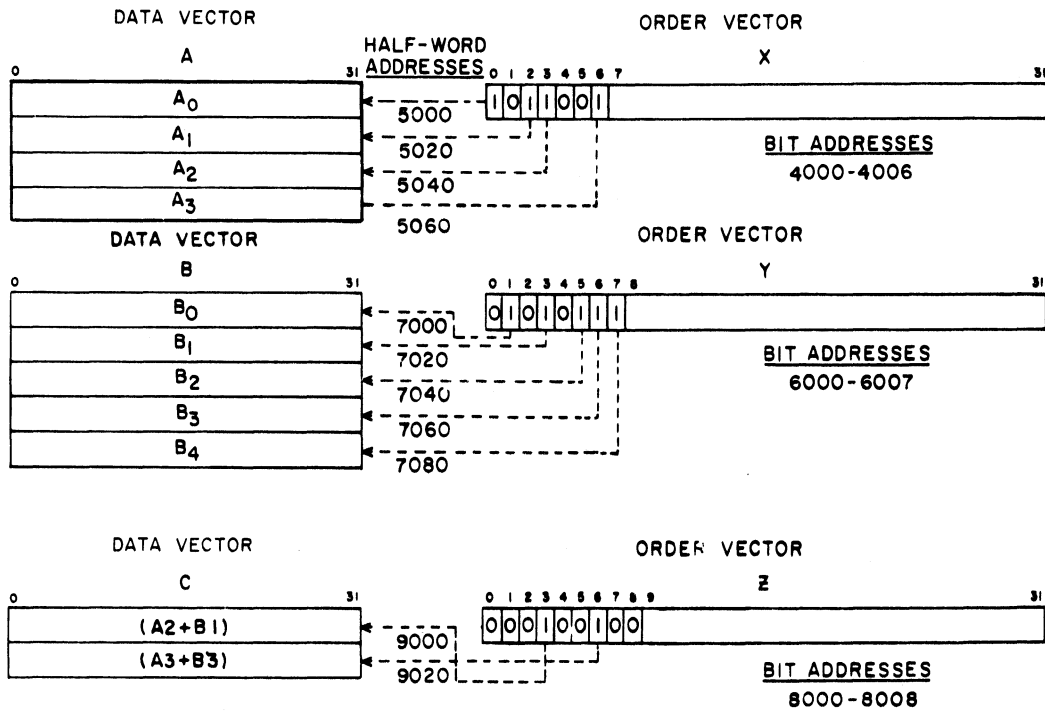 DATA VECTOR
ORDER VECTOR
A
HALF-WORD
ADDRESSES
X
0 31
0 1 2 3 4 5 6 7 31
A0
1 0 1 1 0 0 1
5000
A1
5020
BIT ADDRESSES
A2
5040
4000-4006
A3
5060
DATA VECTOR
ORDER VECTOR
B
Y
0 31
0 1 2 3 4 5 6 7 8 31
B0
7000
0 1 0 1 0 1 1 1
B1
7020
BIT ADDRESSES
B2
7040
6000-6007
B3
7060
B4
7080
DATA VECTOR
ORDER VECTOR
C
Z
0 31
0 1 2 3 4 5 6 7 8 9 31
(A2+B1)
9000
0 0 0 1 0 0 1 0 0
(A3+B3)
9020
BIT ADDRESSES
8000-8008